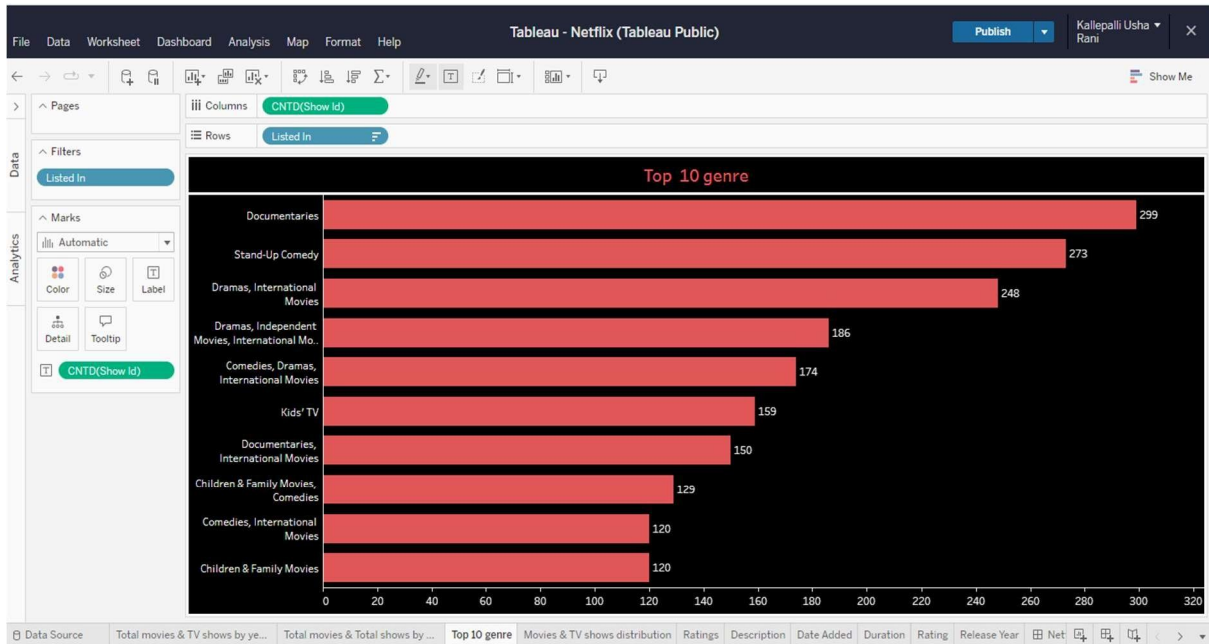 Tableau - Netflix (Tableau Public)
Publish
Kallepalli Usha
Rani
File Data Worksheet Dashboard Analysis Map Format Help
Show Me
Pages
iii Columns CNTD(Show Id)
Rows Listed In
Filters
Listed In
Data
Analytics
Marks
Automatic
Color Size Label
Detail Tooltip
CNTD(Show Id)
Top 10 genre
Documentaries 299
Stand-Up Comedy 273
Dramas, International
Movies 248
Dramas, Independent
Movies, International Mo.. 186
Comedies, Dramas,
International Movies 174
Kids' TV 159
Documentaries,
International Movies 150
Children & Family Movies,
Comedies 129
Comedies, International
Movies 120
Children & Family Movies 120
0 20 40 60 80 100 120 140 160 180 200 220 240 260 280 300 320
Data Source Total movies & TV shows by ye... Total movies & Total shows by ... Top 10 genre Movies & TV shows distribution Ratings Description Date Added Duration Rating Release Year Net